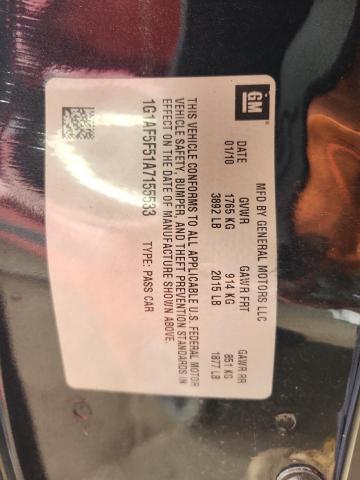 GM
MFD BY GENERAL MOTORS LLC
DATE GVWR GAWR FRT GAWR RR
01/10 1765 KG 914 KG 851 KG
3892 LB 2015 LB 1877 LB
THIS VEHICLE CONFORMS TO ALL APPLICABLE U.S. FEDERAL MOTOR
VEHICLE SAFETY, BUMPER, AND THEFT PREVENTION STANDARDS IN
EFFECT ON THE DATE OF MANUFACTURE SHOWN ABOVE.
1G1AF5F51A7155533 TYPE: PASS CAR